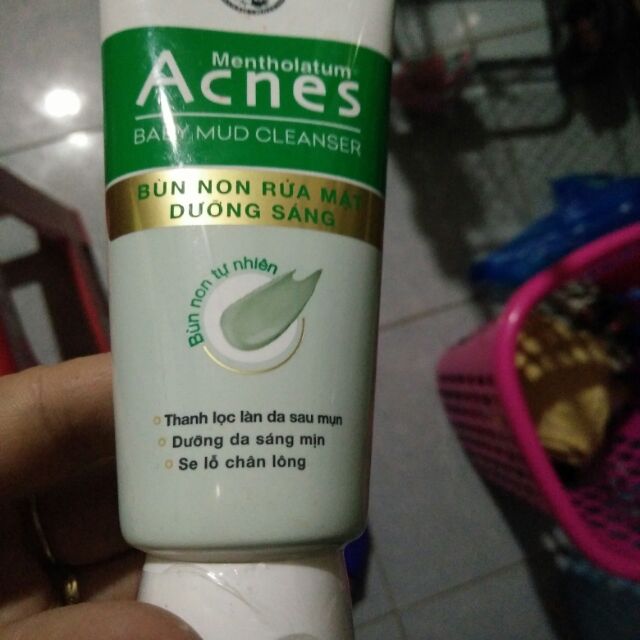 Mentholatum
Acnes
BABY MUD CLEANSER
BÙN NON RỬA MẶT
DƯỠNG SÁNG
Bùn non tự nhiên
Thanh lọc làn da sau mụn
Dưỡng da sáng mịn
Se lỗ chân lông